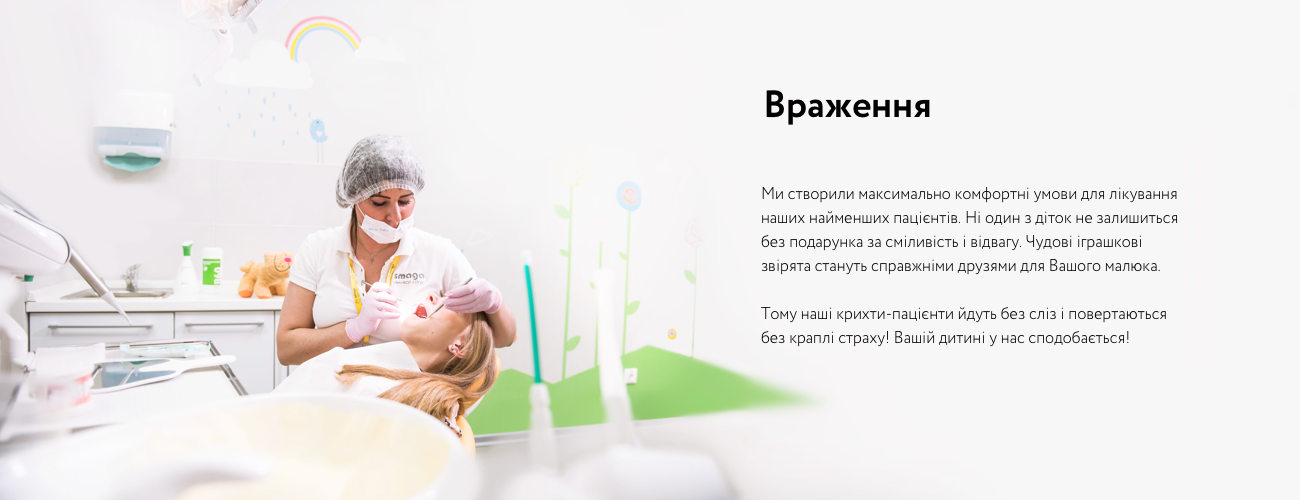 Враження
Ми створили максимально комфортні умови для лікування
наших найменших пацієнтів. Ні один з діток не залишиться
без подарунка за сміливість і відвагу. Чудові іграшкові
звірята стануть справжніми друзями для Вашого малюка.
Тому наші крихти-пацієнти йдуть без сліз і повертаються
без краплі страху! Вашій дитині у нас сподобається!
smaga.